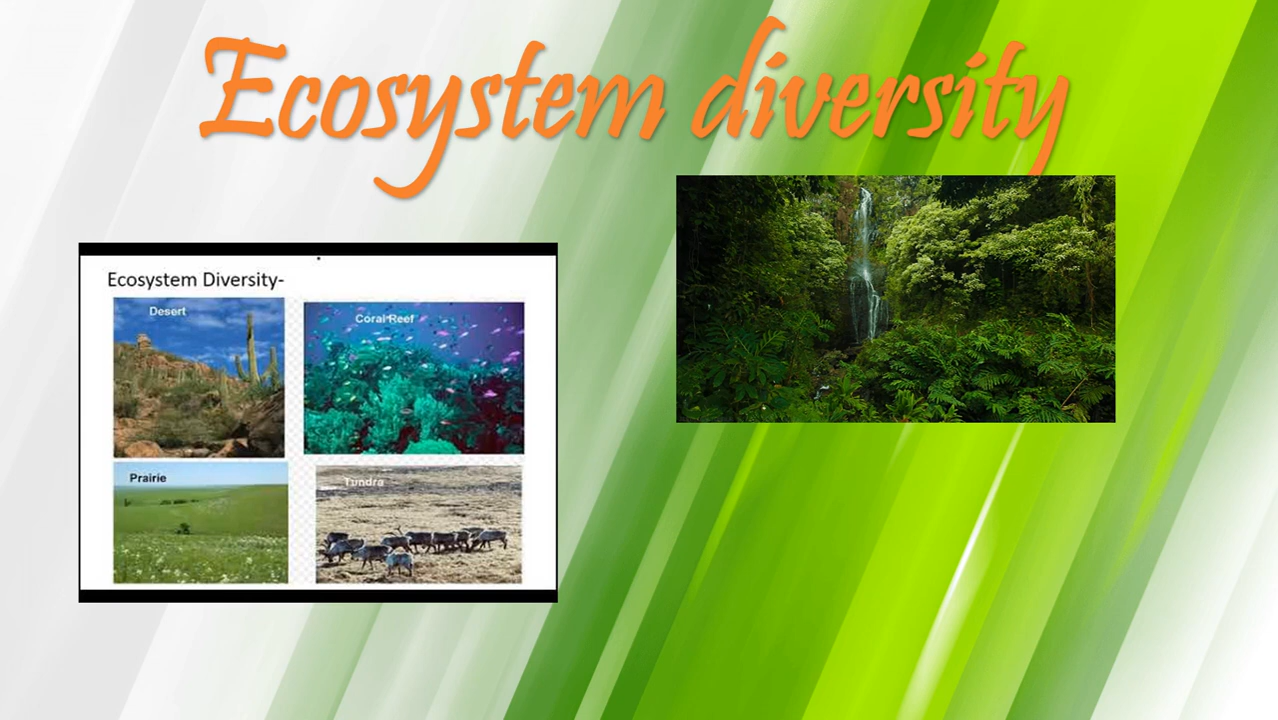 Ecosystem diversity
Ecosystem Diversity-
Desert
Coral Reef
Prairie
Tundra